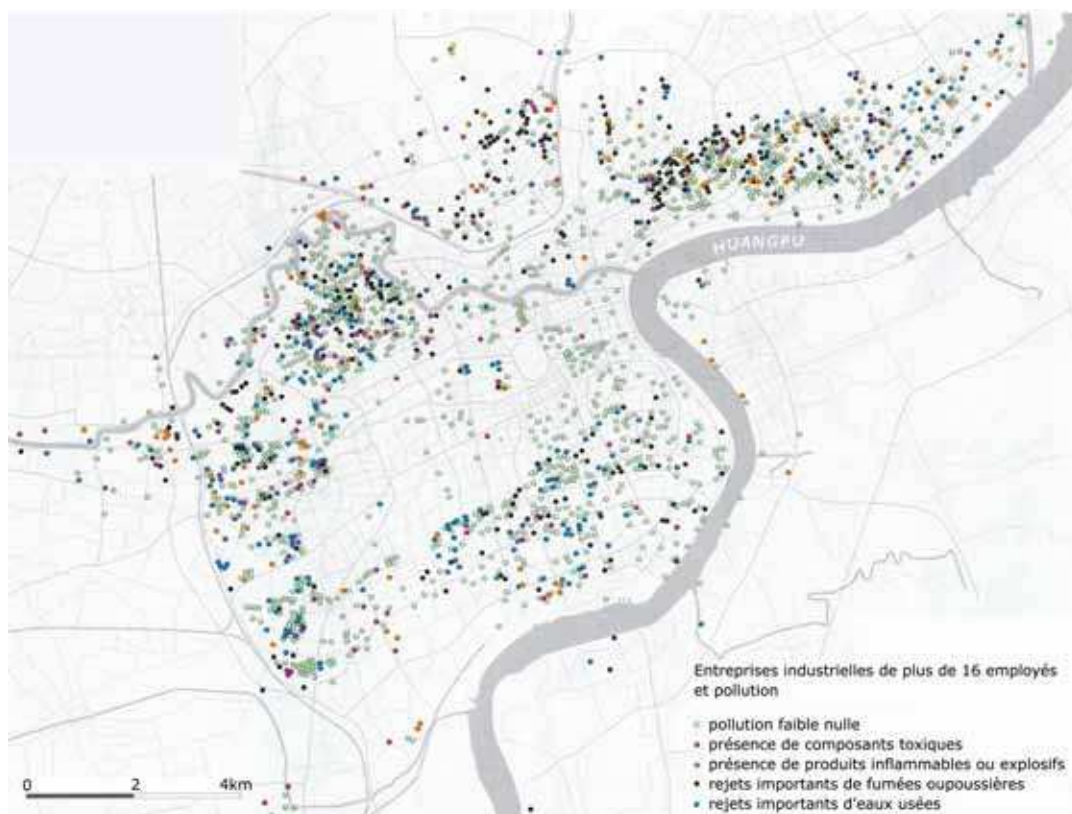 HUANGPU
Entreprises industrielles de plus de 16 employés
et pollution
pollution faible nulle
présence de composants toxiques
présence de produits inflammables ou explosifs
rejets importants de fumées oupoussières
rejets importants d'eaux usées
0 2 4km